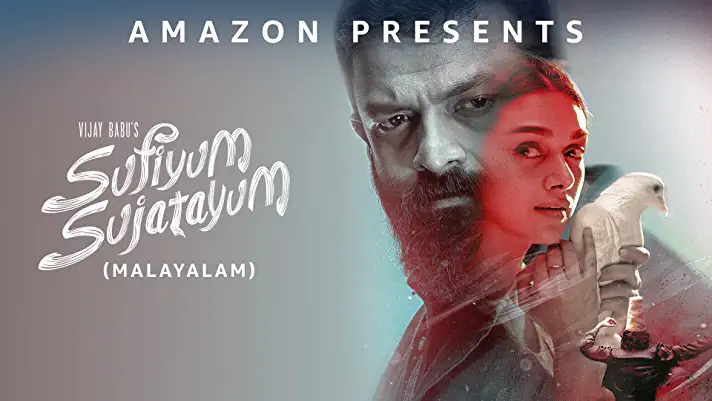 AMAZON PRESENTS
VIJAY BABU'S
Sufiyum
Sujatayum
(MALAYALAM)